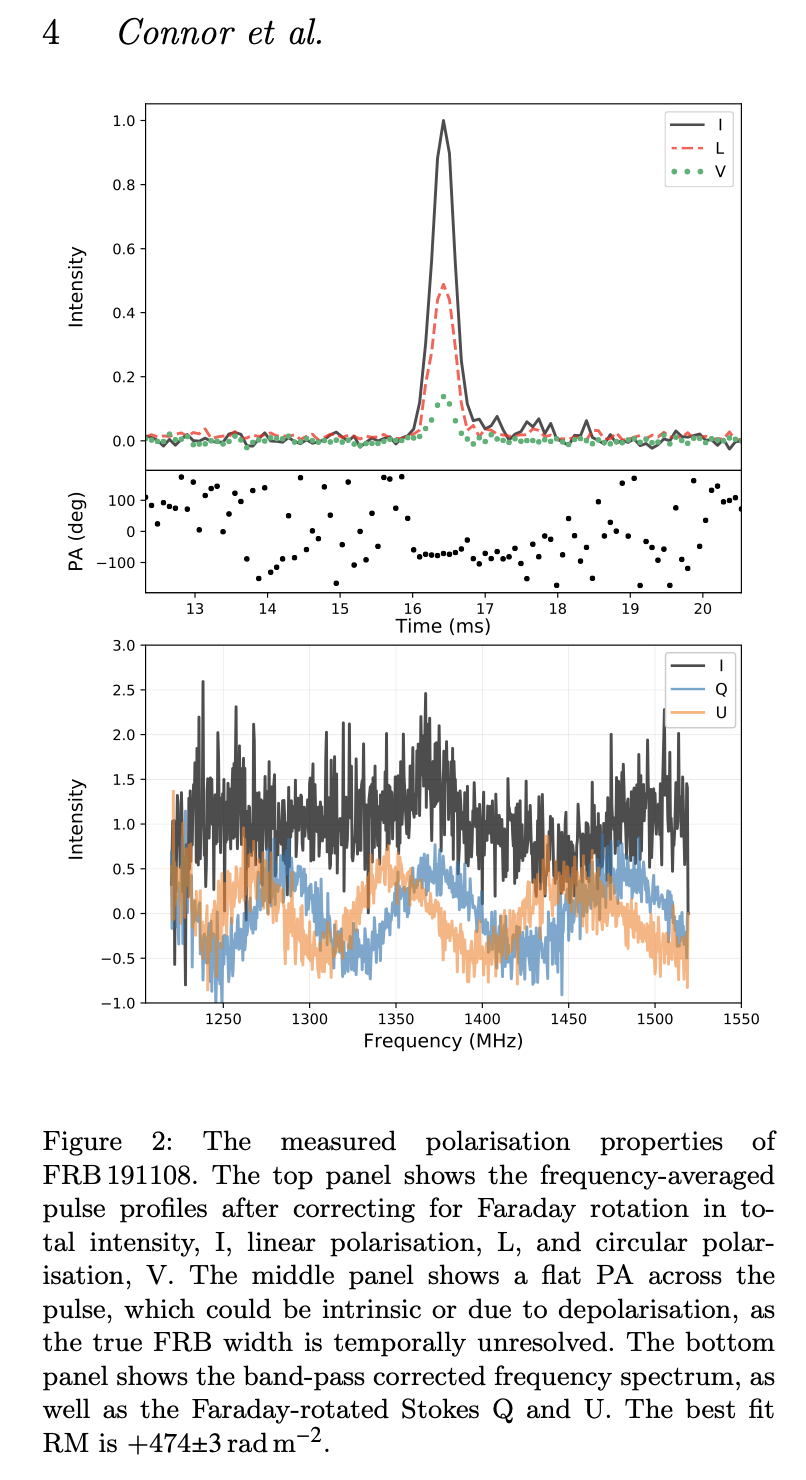 4 Connor et al.
1.0
0.8
0.6
0.4
0.2
0.0
Intensity
I
L
V
100
0
−100
PA (deg)
13 14 15 16 17 18 19 20
Time (ms)
3.0
2.5
2.0
1.5
1.0
0.5
0.0
−0.5
−1.0
Intensity
I
Q
U
1250 1300 1350 1400 1450 1500 1550
Frequency (MHz)
Figure 2: The measured polarisation properties of
FRB 191108. The top panel shows the frequency-averaged
pulse profiles after correcting for Faraday rotation in to-
tal intensity, I, linear polarisation, L, and circular polar-
isation, V. The middle panel shows a flat PA across the
pulse, which could be intrinsic or due to depolarisation, as
the true FRB width is temporally unresolved. The bottom
panel shows the band-pass corrected frequency spectrum, as
well as the Faraday-rotated Stokes Q and U. The best fit
RM is +474±3 rad m⁻².